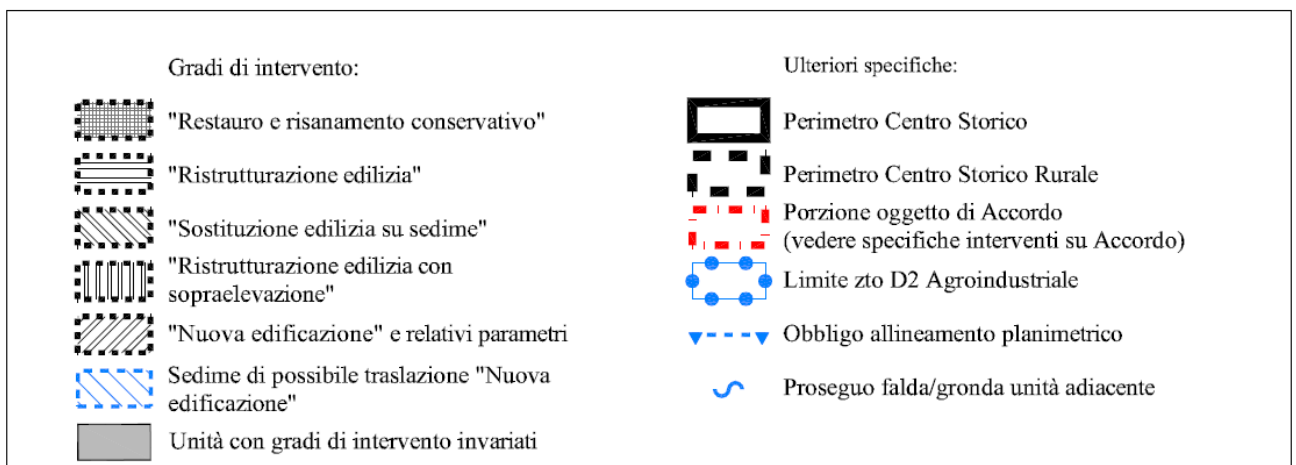 Gradi di intervento:
"Restauro e risanamento conservativo"
"Ristrutturazione edilizia"
"Sostituzione edilizia su sedime"
"Ristrutturazione edilizia con
sopraelevazione"
"Nuova edificazione" e relativi parametri
Sedime di possibile traslazione "Nuova
edificazione"
Unità con gradi di intervento invariati
Ulteriori specifiche:
Perimetro Centro Storico
Perimetro Centro Storico Rurale
Porzione oggetto di Accordo
(vedere specifiche interventi su Accordo)
Limite zto D2 Agroindustriale
Obbligo allineamento planimetrico
Proseguo falda/gronda unità adiacente